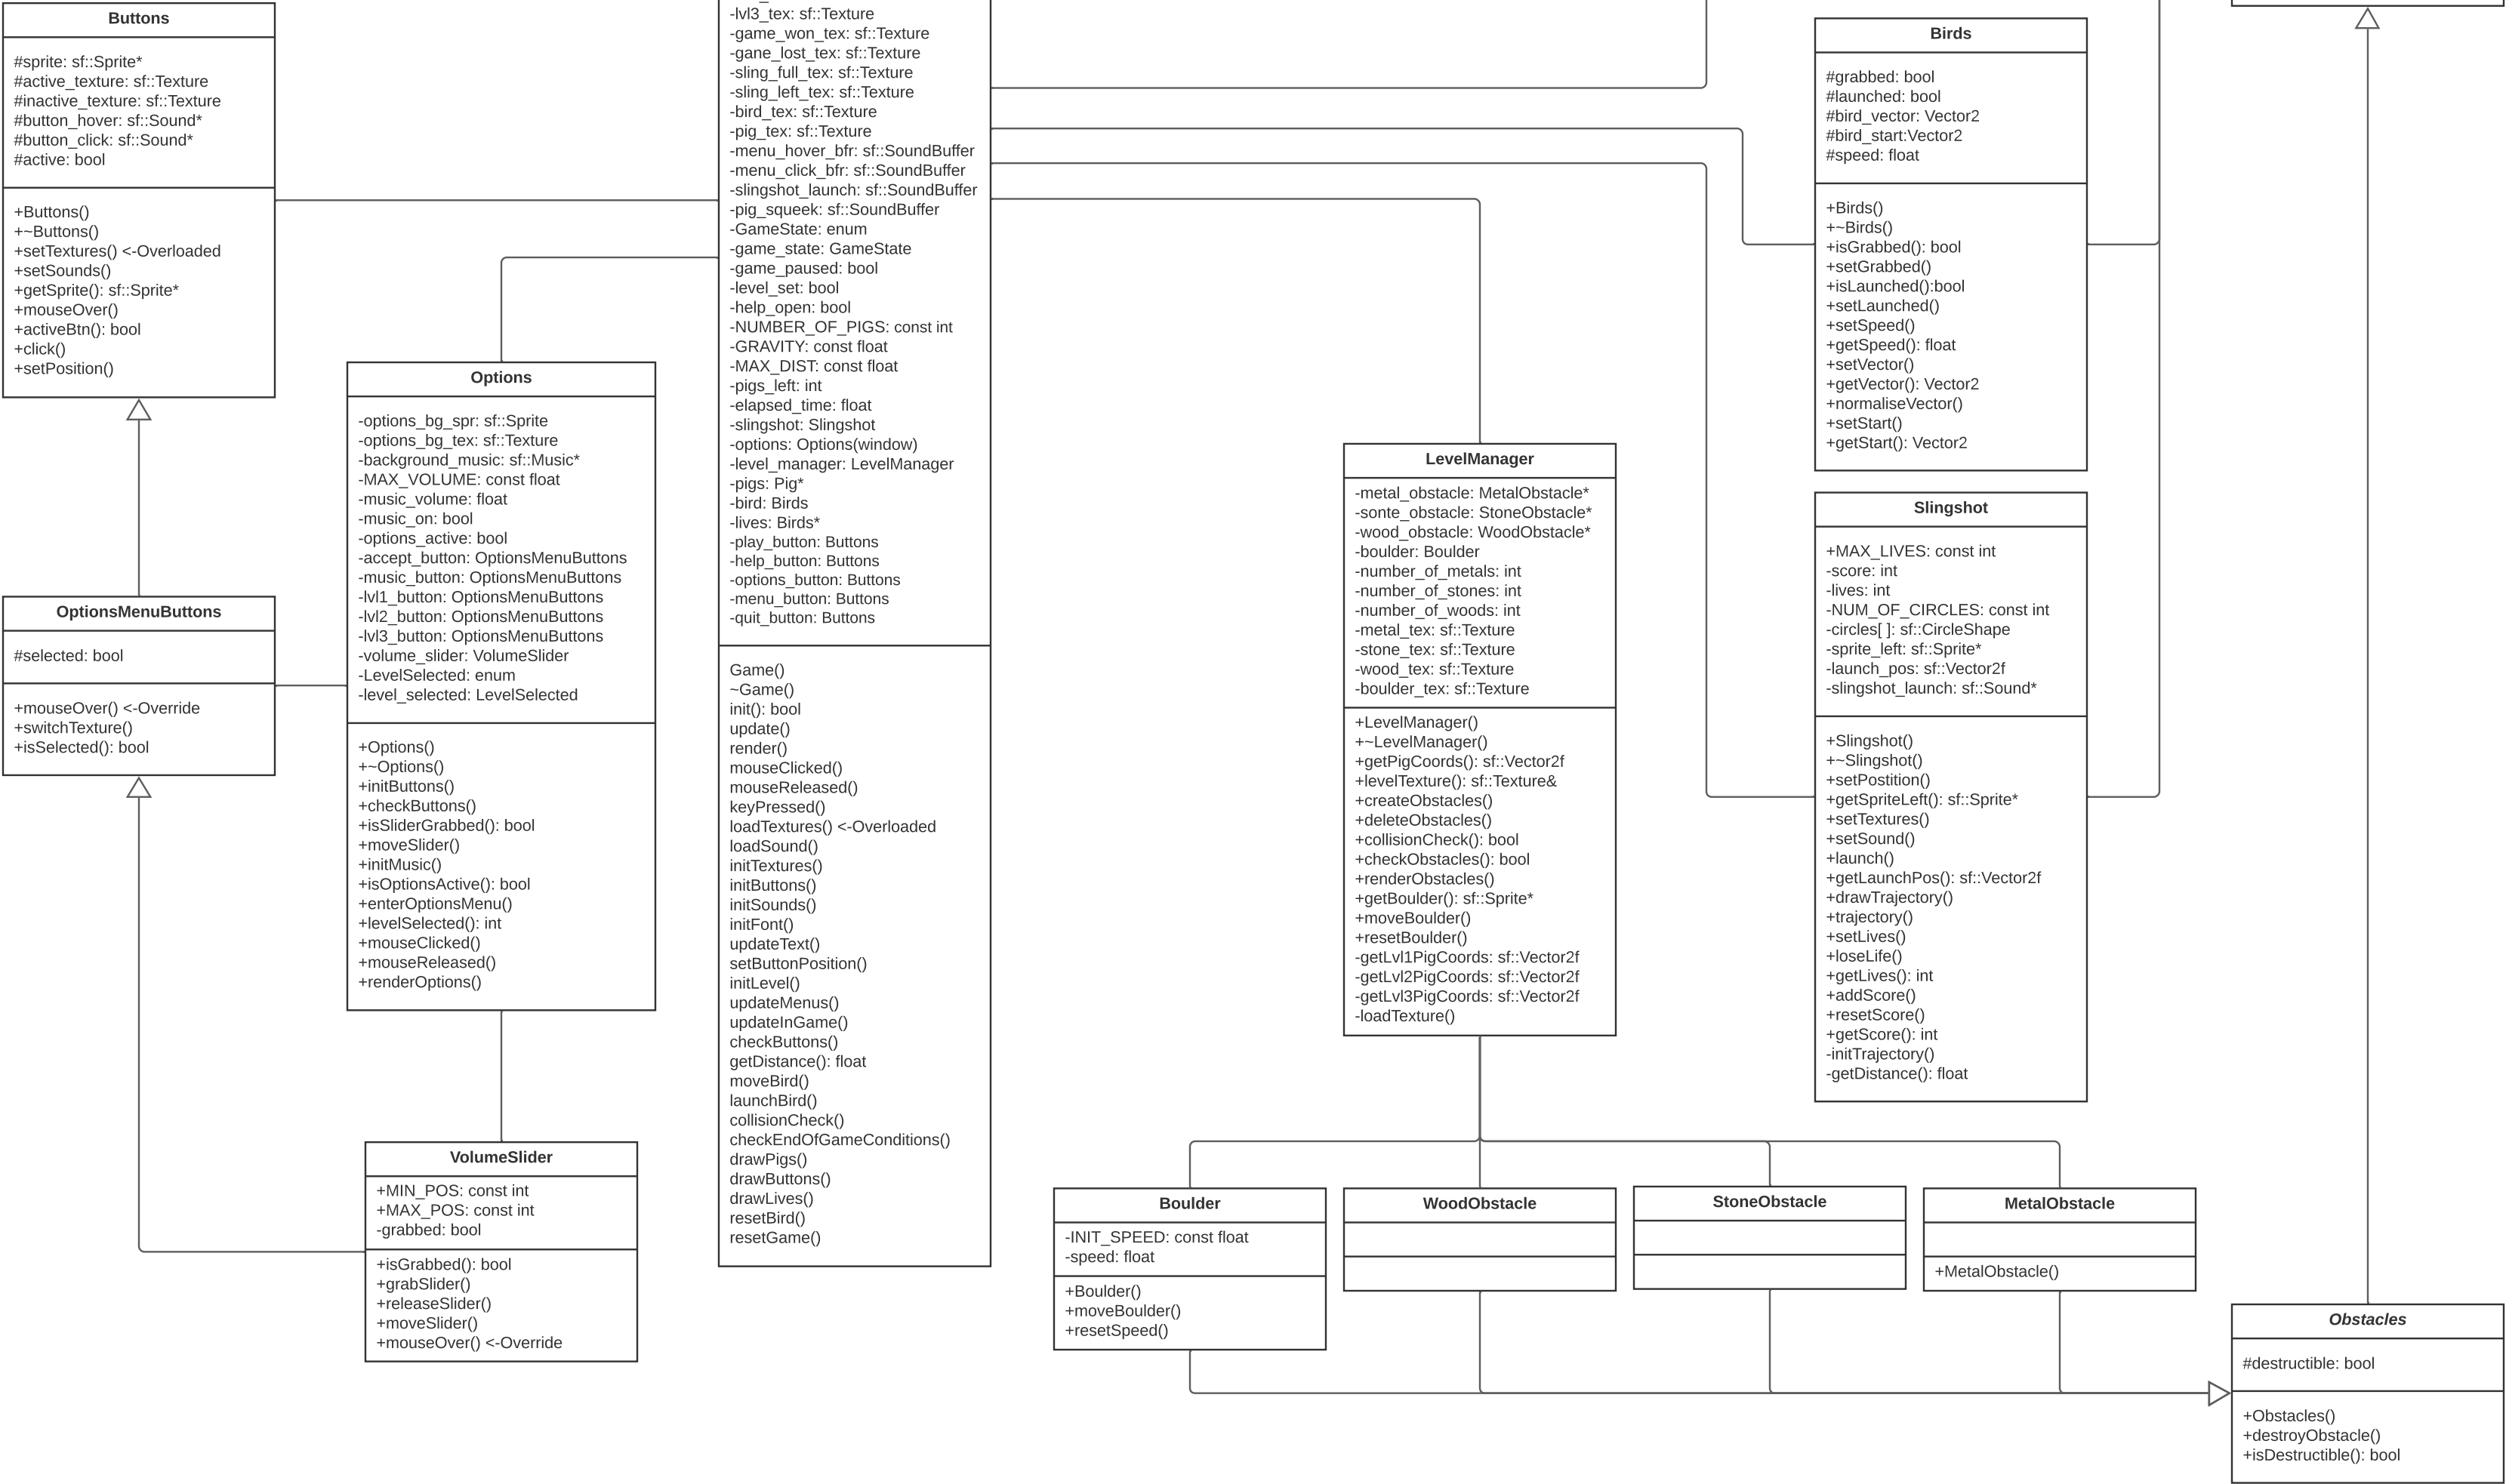 Buttons
#sprite: sf::Sprite*
#active_texture: sf::Texture
#inactive_texture: sf::Texture
#button_hover: sf::Sound*
#button_click: sf::Sound*
#active: bool
+Buttons()
+~Buttons()
+setTextures() <-Overloaded
+setSounds()
+getSprite(): sf::Sprite*
+mouseOver()
+activeBtn(): bool
+click()
+setPosition()
OptionsMenuButtons
#selected: bool
+mouseOver() <-Override
+switchTexture()
+isSelected(): bool
Options
-options_bg_spr: sf::Sprite
-options_bg_tex: sf::Texture
-background_music: sf::Music*
-MAX_VOLUME: const float
-music_volume: float
-music_on: bool
-options_active: bool
-accept_button: OptionsMenuButtons
-music_button: OptionsMenuButtons
-lvl1_button: OptionsMenuButtons
-lvl2_button: OptionsMenuButtons
-lvl3_button: OptionsMenuButtons
-volume_slider: VolumeSlider
-LevelSelected: enum
-level_selected: LevelSelected
+Options()
+~Options()
+initButtons()
+checkButtons()
+isSliderGrabbed(): bool
+moveSlider()
+initMusic()
+isOptionsActive(): bool
+enterOptionsMenu()
+levelSelected(): int
+mouseClicked()
+mouseReleased()
+renderOptions()
VolumeSlider
+MIN_POS: const int
+MAX_POS: const int
-grabbed: bool
+isGrabbed(): bool
+grabSlider()
+releaseSlider()
+moveSlider()
+mouseOver() <-Override
-lvl3_tex: sf::Texture
-game_won_tex: sf::Texture
-gane_lost_tex: sf::Texture
-sling_full_tex: sf::Texture
-sling_left_tex: sf::Texture
-bird_tex: sf::Texture
-pig_tex: sf::Texture
-menu_hover_bfr: sf::SoundBuffer
-menu_click_bfr: sf::SoundBuffer
-slingshot_launch: sf::SoundBuffer
-pig_squeek: sf::SoundBuffer
-GameState: enum
-game_state: GameState
-game_paused: bool
-level_set: bool
-help_open: bool
-NUMBER_OF_PIGS: const int
-GRAVITY: const float
-MAX_DIST: const float
-pigs_left: int
-elapsed_time: float
-slingshot: Slingshot
-options: Options(window)
-level_manager: LevelManager
-pigs: Pig*
-bird: Birds
-lives: Birds*
-play_button: Buttons
-help_button: Buttons
-options_button: Buttons
-menu_button: Buttons
-quit_button: Buttons
Game()
~Game()
init(): bool
update()
render()
mouseClicked()
mouseReleased()
keyPressed()
loadTextures() <-Overloaded
loadSound()
initTextures()
initButtons()
initSounds()
initFont()
updateText()
setButtonPosition()
initLevel()
updateMenus()
updateInGame()
checkButtons()
getDistance(): float
moveBird()
launchBird()
collisionCheck()
checkEndOfGameConditions()
drawPigs()
drawButtons()
drawLives()
resetBird()
resetGame()
LevelManager
-metal_obstacle: MetalObstacle*
-sonte_obstacle: StoneObstacle*
-wood_obstacle: WoodObstacle*
-boulder: Boulder
-number_of_metals: int
-number_of_stones: int
-number_of_woods: int
-metal_tex: sf::Texture
-stone_tex: sf::Texture
-wood_tex: sf::Texture
-boulder_tex: sf::Texture
+LevelManager()
+~LevelManager()
+getPigCoords(): sf::Vector2f
+levelTexture(): sf::Texture&
+createObstacles()
+deleteObstacles()
+collisionCheck(): bool
+checkObstacles(): bool
+renderObstacles()
+getBoulder(): sf::Sprite*
+moveBoulder()
+resetBoulder()
-getLvl1PigCoords: sf::Vector2f
-getLvl2PigCoords: sf::Vector2f
-getLvl3PigCoords: sf::Vector2f
-loadTexture()
Birds
#grabbed: bool
#launched: bool
#bird_vector: Vector2
#bird_start:Vector2
#speed: float
+Birds()
+~Birds()
+isGrabbed(): bool
+setGrabbed()
+isLaunched():bool
+setLaunched()
+setSpeed()
+getSpeed(): float
+setVector()
+getVector(): Vector2
+normaliseVector()
+setStart()
+getStart(): Vector2
Slingshot
+MAX_LIVES: const int
-score: int
-lives: int
-NUM_OF_CIRCLES: const int
-circles[ ]: sf::CircleShape
-sprite_left: sf::Sprite*
-launch_pos: sf::Vector2f
-slingshot_launch: sf::Sound*
+Slingshot()
+~Slingshot()
+setPostition()
+getSpriteLeft(): sf::Sprite*
+setTextures()
+setSound()
+launch()
+getLaunchPos(): sf::Vector2f
+drawTrajectory()
+trajectory()
+setLives()
+loseLife()
+getLives(): int
+addScore()
+resetScore()
+getScore(): int
-initTrajectory()
-getDistance(): float
Boulder
-INIT_SPEED: const float
-speed: float
+Boulder()
+moveBoulder()
+resetSpeed()
WoodObstacle
StoneObstacle
MetalObstacle
+MetalObstacle()
Obstacles
#destructible: bool
+Obstacles()
+destroyObstacle()
+isDestructible(): bool